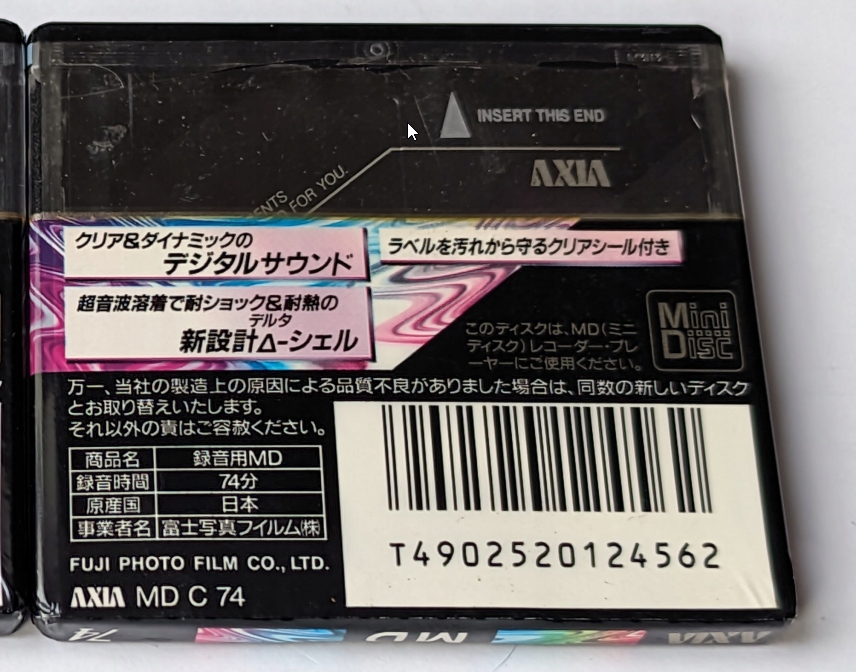 INSERT THIS END
AXIA
ENTS
FOR YOU.
クリア&ダイナミックの
デジタルサウンド
ラベルを汚れから守るクリアシール付き
超音波溶着で耐ショック&耐熱の
デルタ
新設計Δ-シェル
このディスクは、MD(ミニ
ディスク)レコーダー・プレ
ーヤーにご使用ください。
Mini
Disc
万一、当社の製造上の原因による品質不良がありました場合は、同数の新しいディスク
とお取り替えいたします。
それ以外の責はご容赦ください。
商品名 録音用MD
録音時間 74分
原産国 日本
事業者名 富士写真フイルム㈱
FUJI PHOTO FILM CO., LTD.
AXIA MD C 74
T4902520124562
74
MD
AXIA